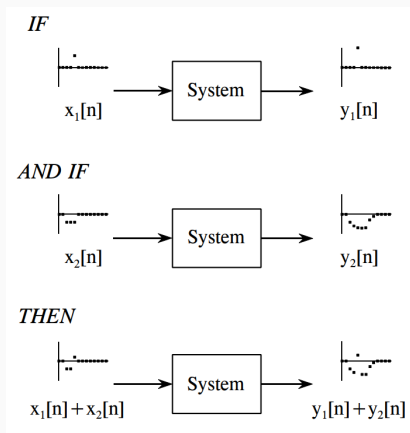 IF
System
x₁[n]
y₁[n]
AND IF
System
x₂[n]
y₂[n]
THEN
System
x₁[n]+x₂[n]
y₁[n]+y₂[n]